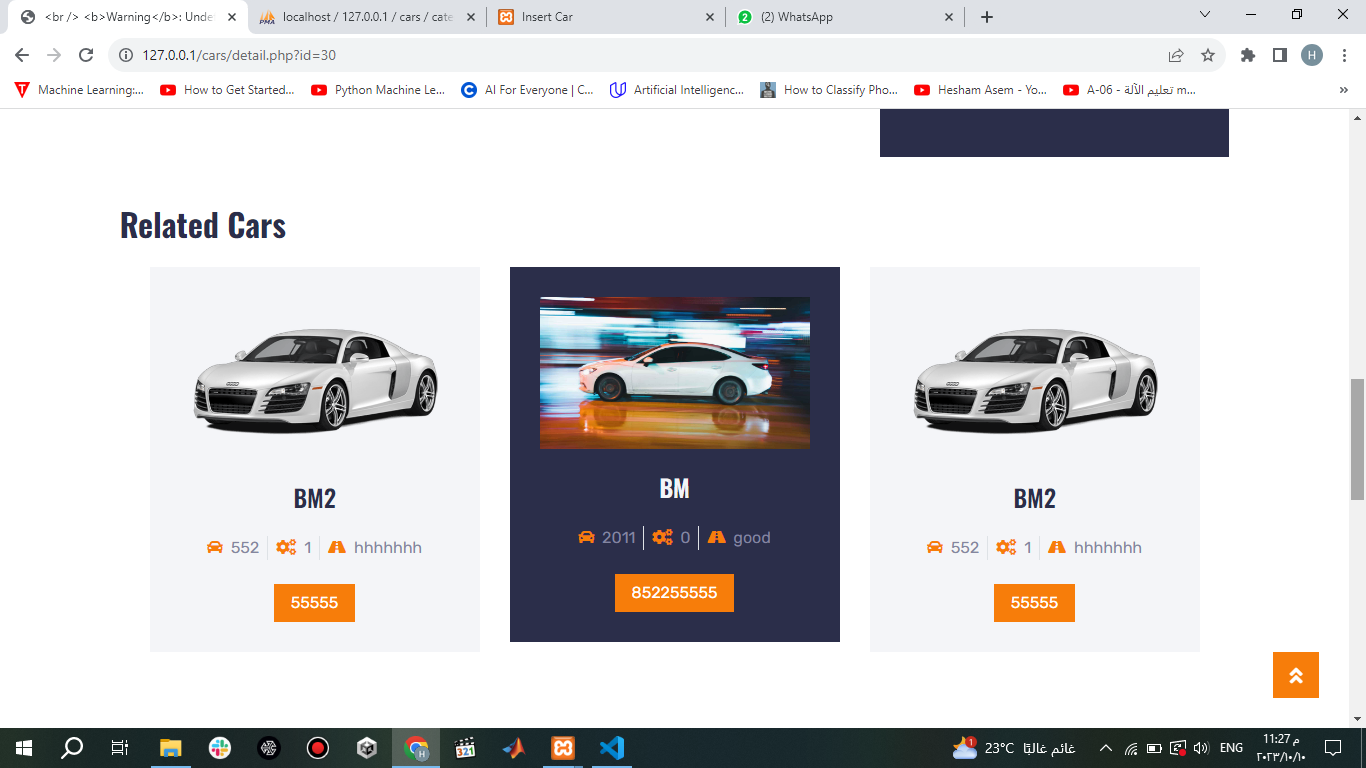 <br /> <b>Warning</b>: Unde
localhost / 127.0.0.1 / cars / cate
Insert Car
(2) WhatsApp
127.0.0.1/cars/detail.php?id=30
H
Machine Learning:...
How to Get Started...
Python Machine Le...
AI For Everyone | C...
Artificial Intelligenc...
How to Classify Pho...
Hesham Asem - Yo...
A-06 - تعليم الآلة m...
»
Related Cars
BM2
552 1 hhhhhhh
55555
BM
2011 0 good
852255555
BM2
552 1 hhhhhhh
55555
23°C غائم غالبًا
ENG
11:27 م
٢٠٢٣/١٠/١٠